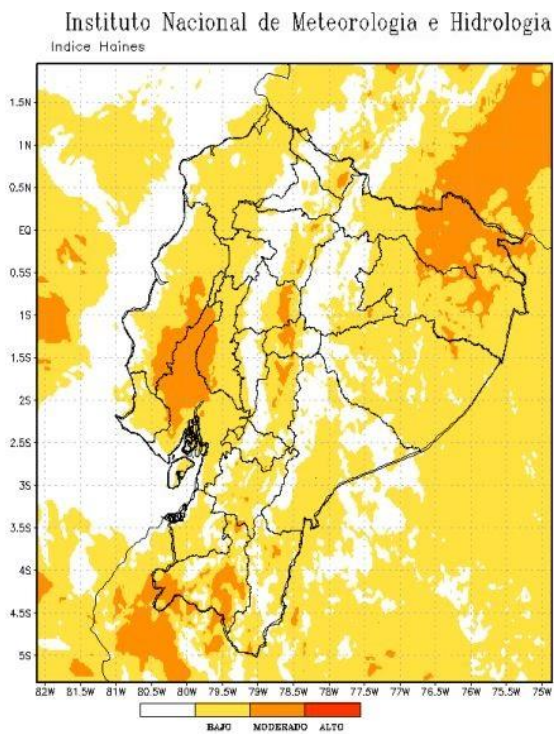 Instituto Nacional de Meteorologia e Hidrologia
Indice Haines
1.5N
1N
0.5N
EQ
0.5S
1S
1.5S
2S
2.5S
3S
3.5S
4S
4.5S
5S
82W 81.5W 81W 80.5W 80W 79.5W 79W 78.5W 78W 77.5W 77W 76.5W 76W 75.5W 75W
BAJO MODERADO ALTO